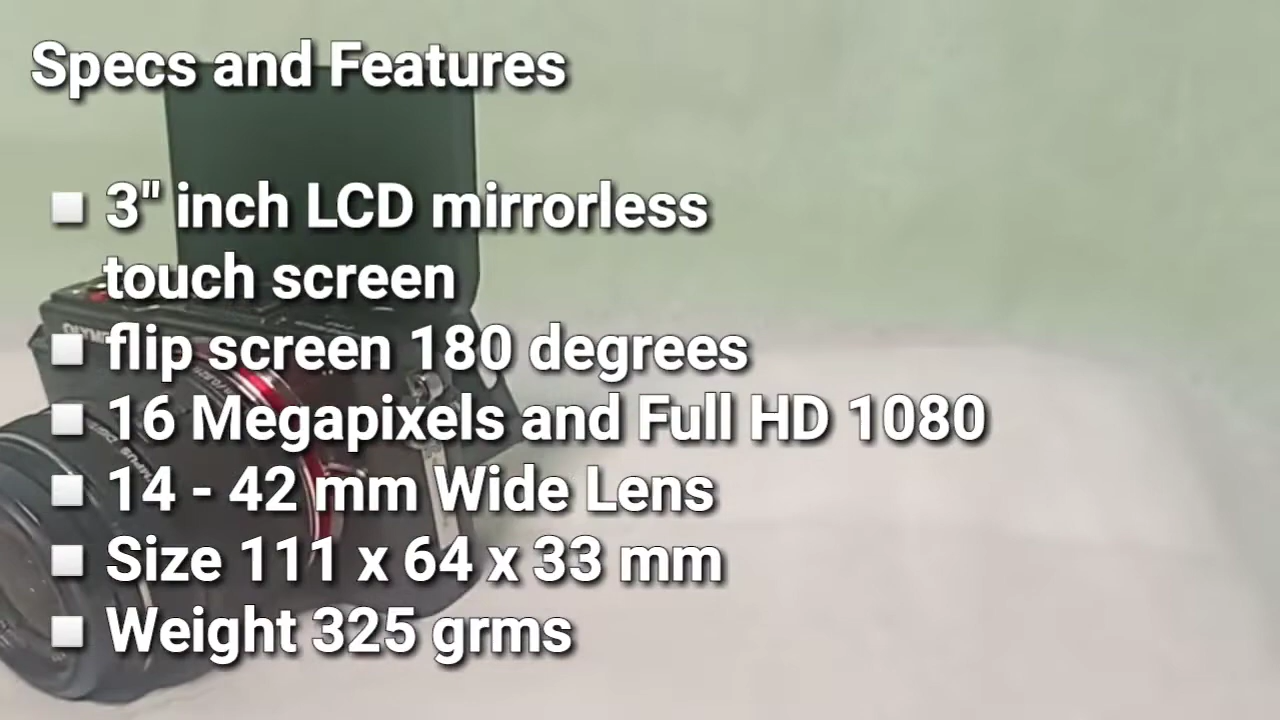 Specs and Features
3" inch LCD mirrorless
touch screen
flip screen 180 degrees
16 Megapixels and Full HD 1080
14 - 42 mm Wide Lens
Size 111 x 64 x 33 mm
Weight 325 grms